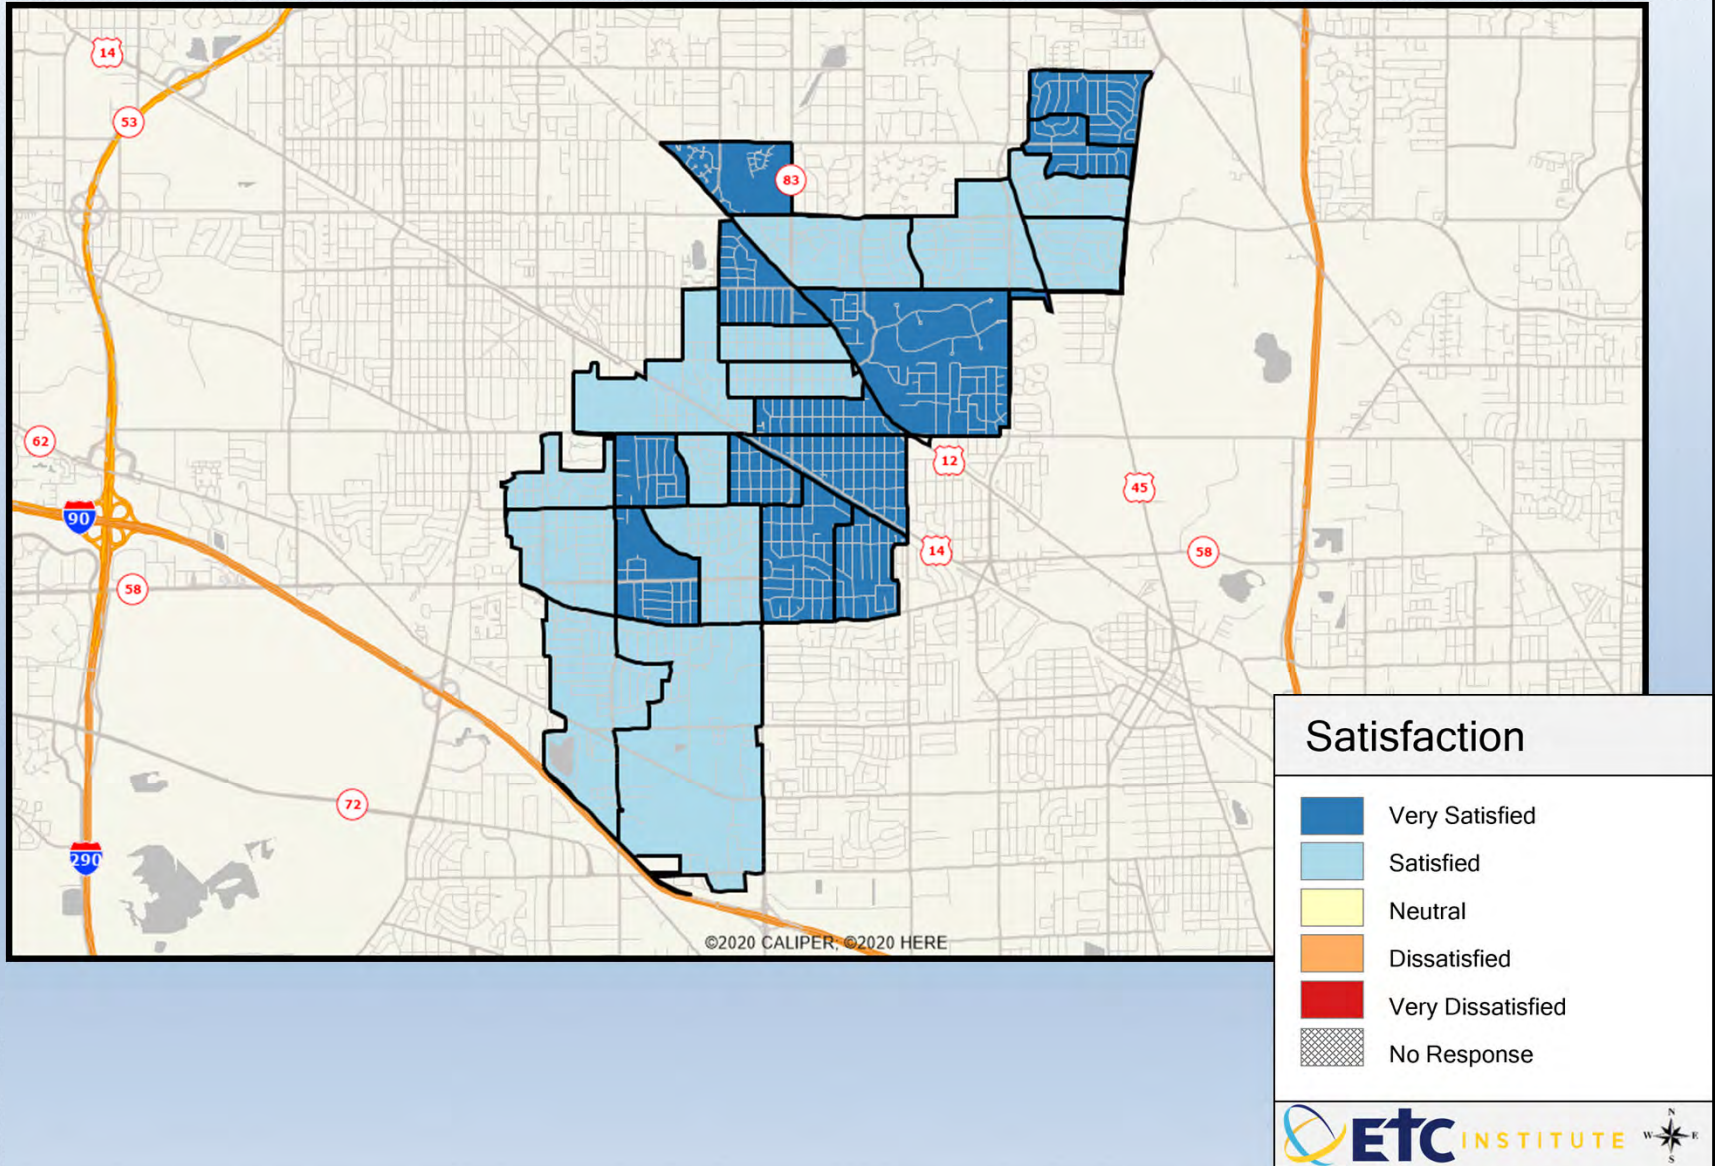 14
53
83
62
12
45
90
14
58
58
72
290
©2020 CALIPER; ©2020 HERE
Satisfaction
Very Satisfied
Satisfied
Neutral
Dissatisfied
Very Dissatisfied
No Response
ETC INSTITUTE
N
W E
S